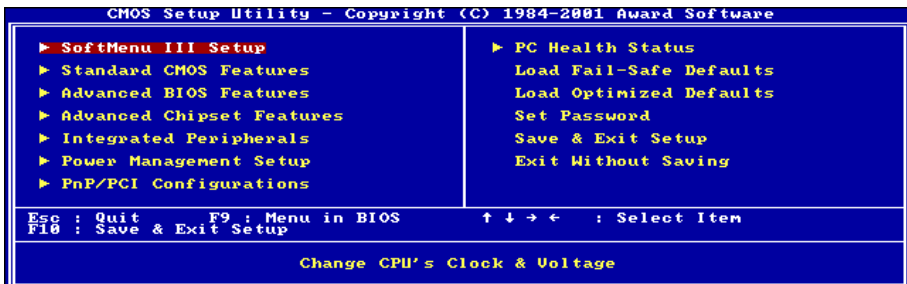 CMOS Setup Utility - Copyright (C) 1984-2001 Award Software
► SoftMenu III Setup
► Standard CMOS Features
► Advanced BIOS Features
► Advanced Chipset Features
► Integrated Peripherals
► Power Management Setup
► PnP/PCI Configurations
► PC Health Status
Load Fail-Safe Defaults
Load Optimized Defaults
Set Password
Save & Exit Setup
Exit Without Saving
Esc : Quit F9 : Menu in BIOS ↑ ↓ → ← : Select Item
F10 : Save & Exit Setup
Change CPU's Clock & Voltage